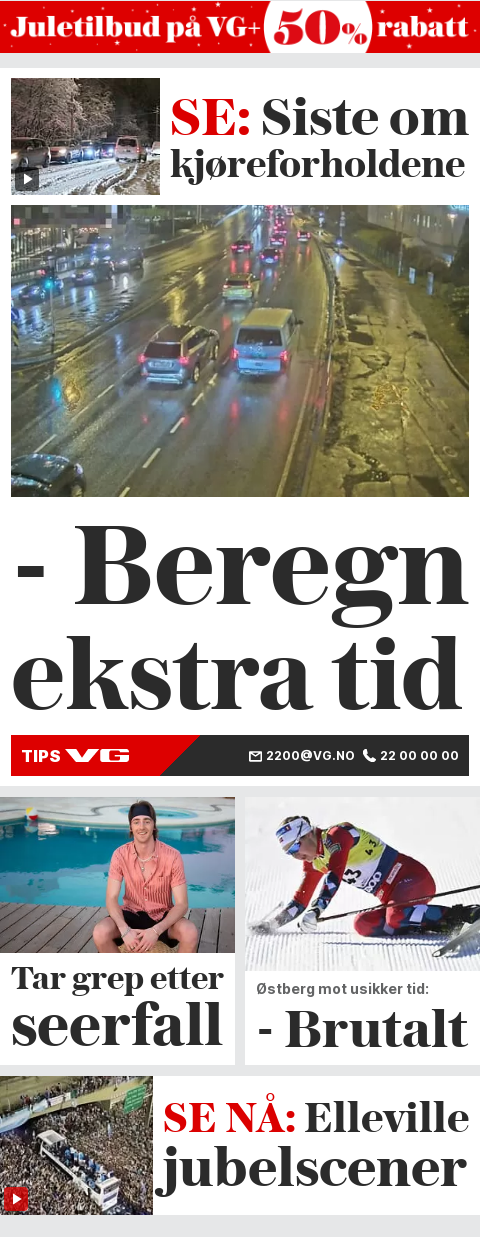 Juletilbud på VG+ 50% rabatt
SE: Siste om
kjøreforholdene
- Beregn
ekstra tid
TIPS VG 2200@VG.NO 22 00 00 00
Tar grep etter
seerfall
Østberg mot usikker tid:
- Brutalt
SE NÅ: Elleville
jubelscener